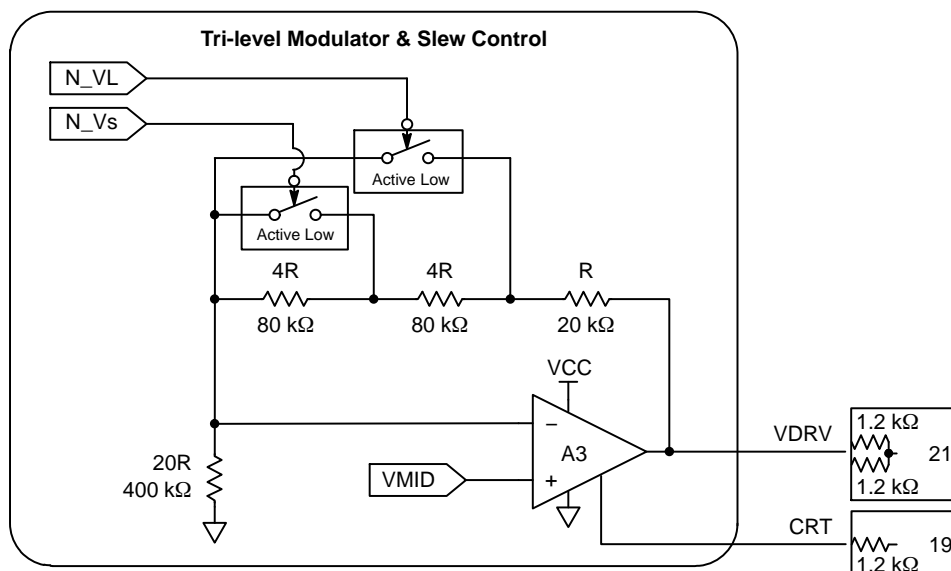 Tri-level Modulator & Slew Control
N_VL
N_Vs
Active Low
Active Low
4R
4R
R
80 kΩ
80 kΩ
20 kΩ
VCC
−
A3
+
VMID
20R
400 kΩ
VDRV
1.2 kΩ
21
1.2 kΩ
CRT
19
1.2 kΩ